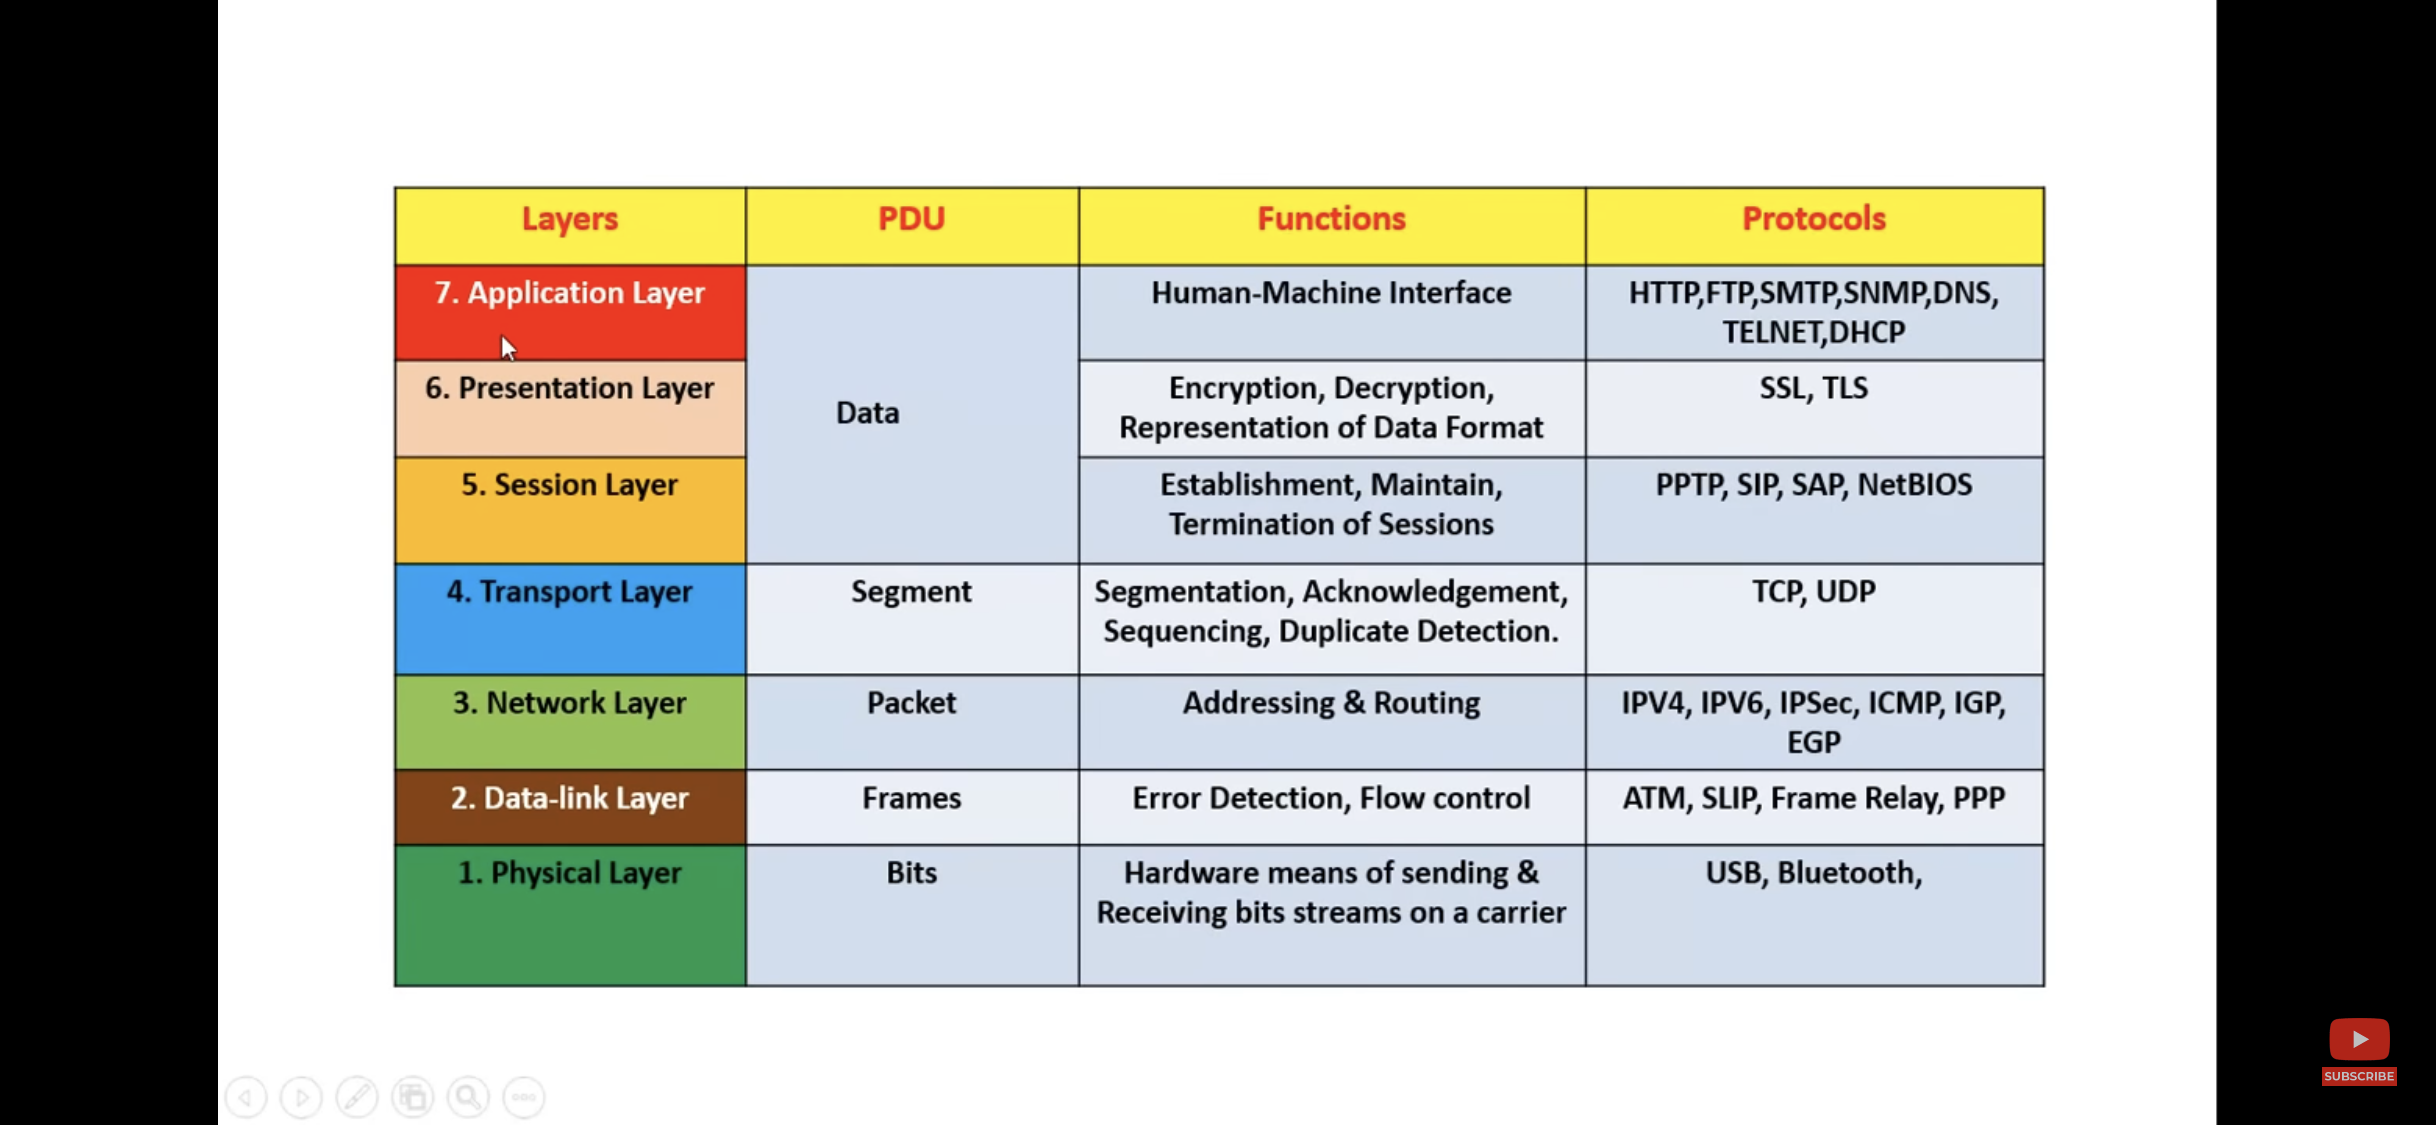 Layers
PDU
Functions
Protocols
7. Application Layer
Data
Human-Machine Interface
HTTP,FTP,SMTP,SNMP,DNS,
TELNET,DHCP
6. Presentation Layer
Encryption, Decryption,
Representation of Data Format
SSL, TLS
5. Session Layer
Establishment, Maintain,
Termination of Sessions
PPTP, SIP, SAP, NetBIOS
4. Transport Layer
Segment
Segmentation, Acknowledgement,
Sequencing, Duplicate Detection.
TCP, UDP
3. Network Layer
Packet
Addressing & Routing
IPV4, IPV6, IPSec, ICMP, IGP,
EGP
2. Data-link Layer
Frames
Error Detection, Flow control
ATM, SLIP, Frame Relay, PPP
1. Physical Layer
Bits
Hardware means of sending &
Receiving bits streams on a carrier
USB, Bluetooth,
SUBSCRIBE